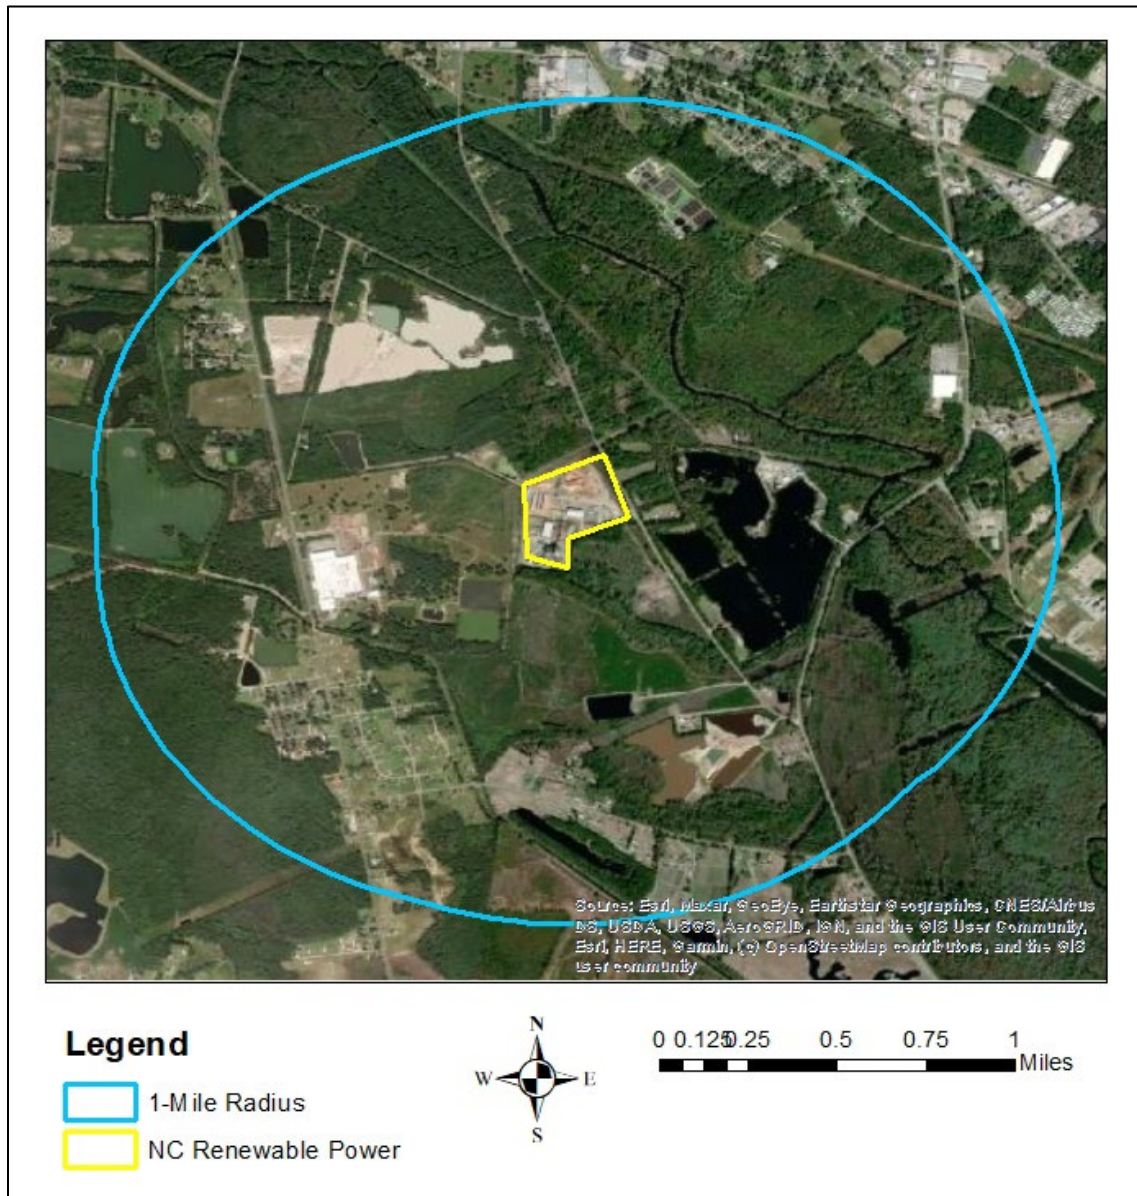 Source: Esri, Maxar, GeoEye, Earthstar Geographics, CNES/Airbus
DS, USDA, USGS, AeroGRID, IGN, and the GIS User Community,
Esri, HERE, Garmin, (c) OpenStreetMap contributors, and the GIS
user community
Legend
1-Mile Radius
NC Renewable Power
N
W E
S
0 0.125 0.25 0.5 0.75 1
Miles